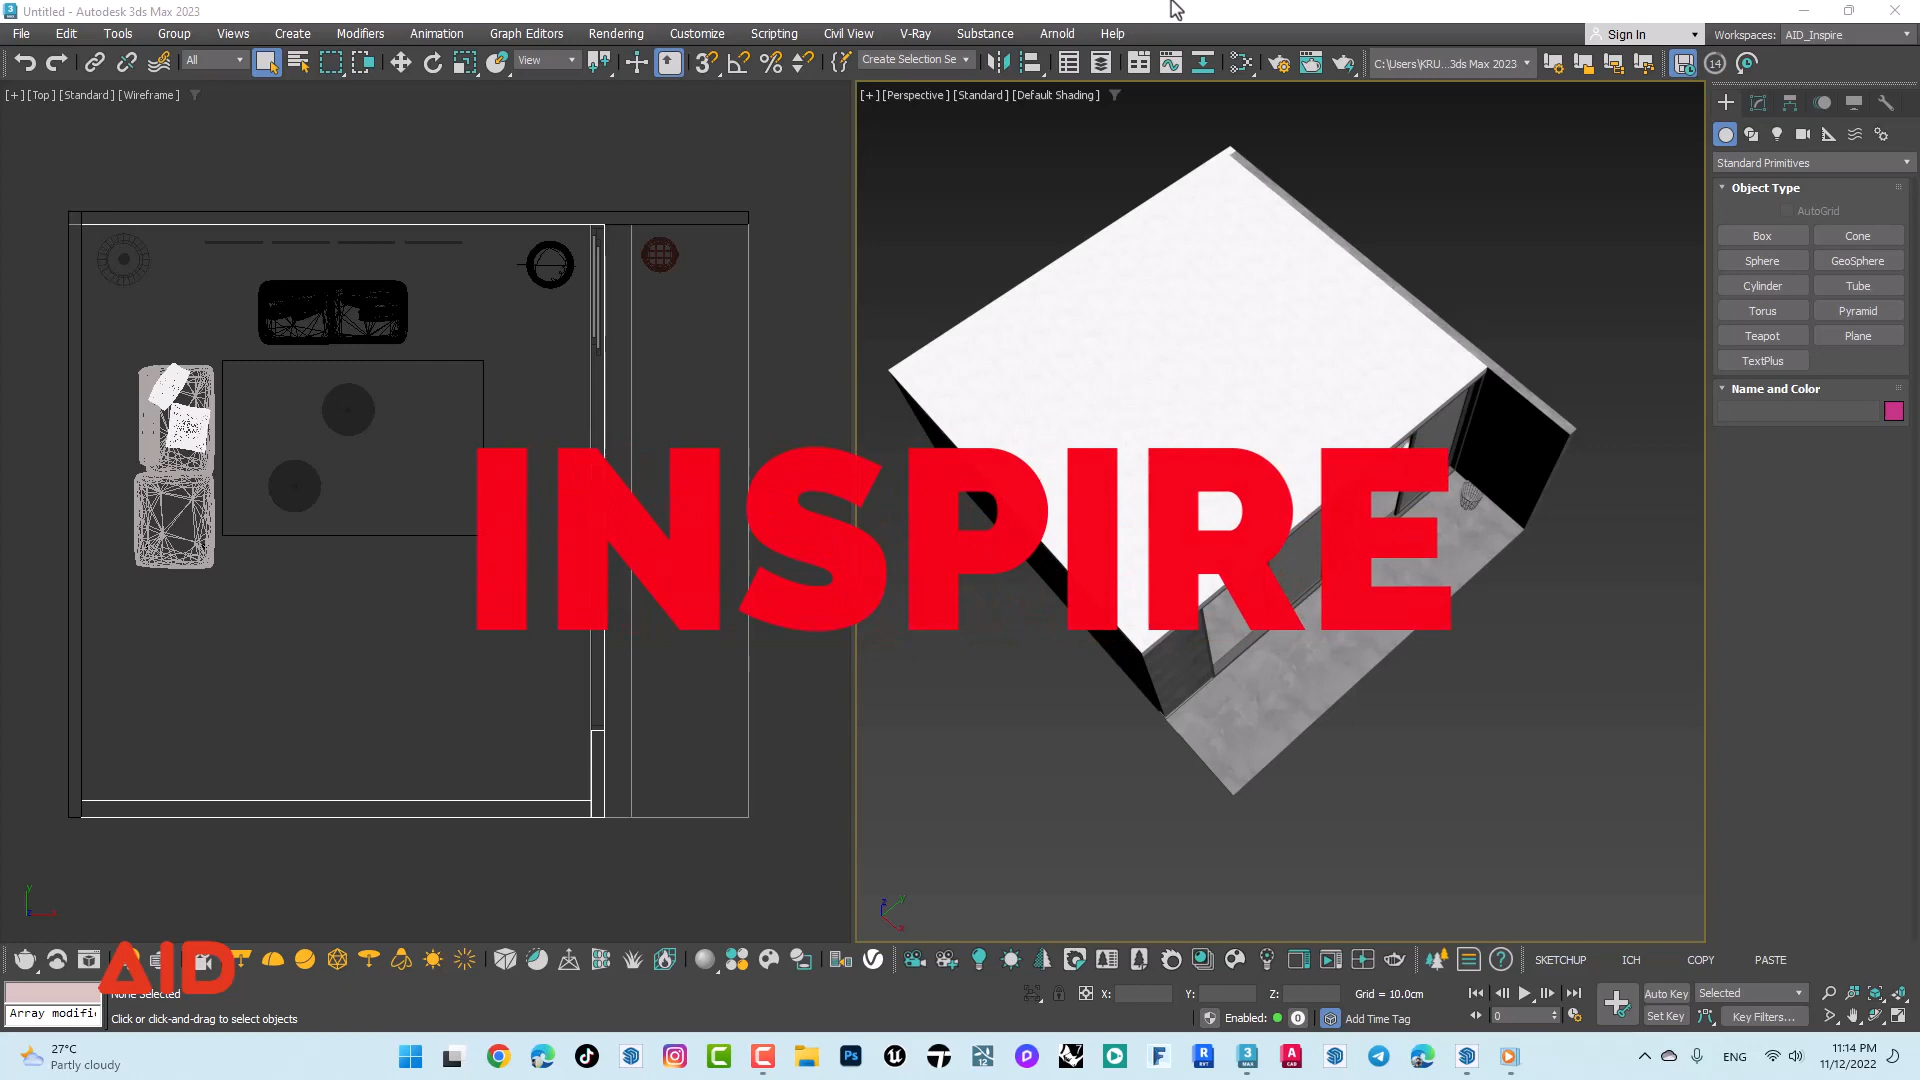 Untitled - Autodesk 3ds Max 2023
File Edit Tools Group Views Create Modifiers Animation Graph Editors Rendering Customize Scripting Civil View V-Ray Substance Arnold Help
Sign In
Workspaces: AID_Inspire
All
View
Create Selection Se
C:\Users\KRU...3ds Max 2023
14
[+] [Top] [Standard] [Wireframe]
[+] [Perspective] [Standard] [Default Shading]
Standard Primitives
Object Type
AutoGrid
Box Cone
Sphere GeoSphere
Cylinder Tube
Torus Pyramid
Teapot Plane
TextPlus
Name and Color
INSPIRE
AID
SKETCHUP ICH COPY PASTE
None Selected
Array modifi
Click or click-and-drag to select objects
X: Y: Z: Grid = 10.0cm
Enabled: 0 Add Time Tag
0
Auto Key Selected
Set Key Key Filters...
27°C
Partly cloudy
ENG
11:14 PM
11/12/2022